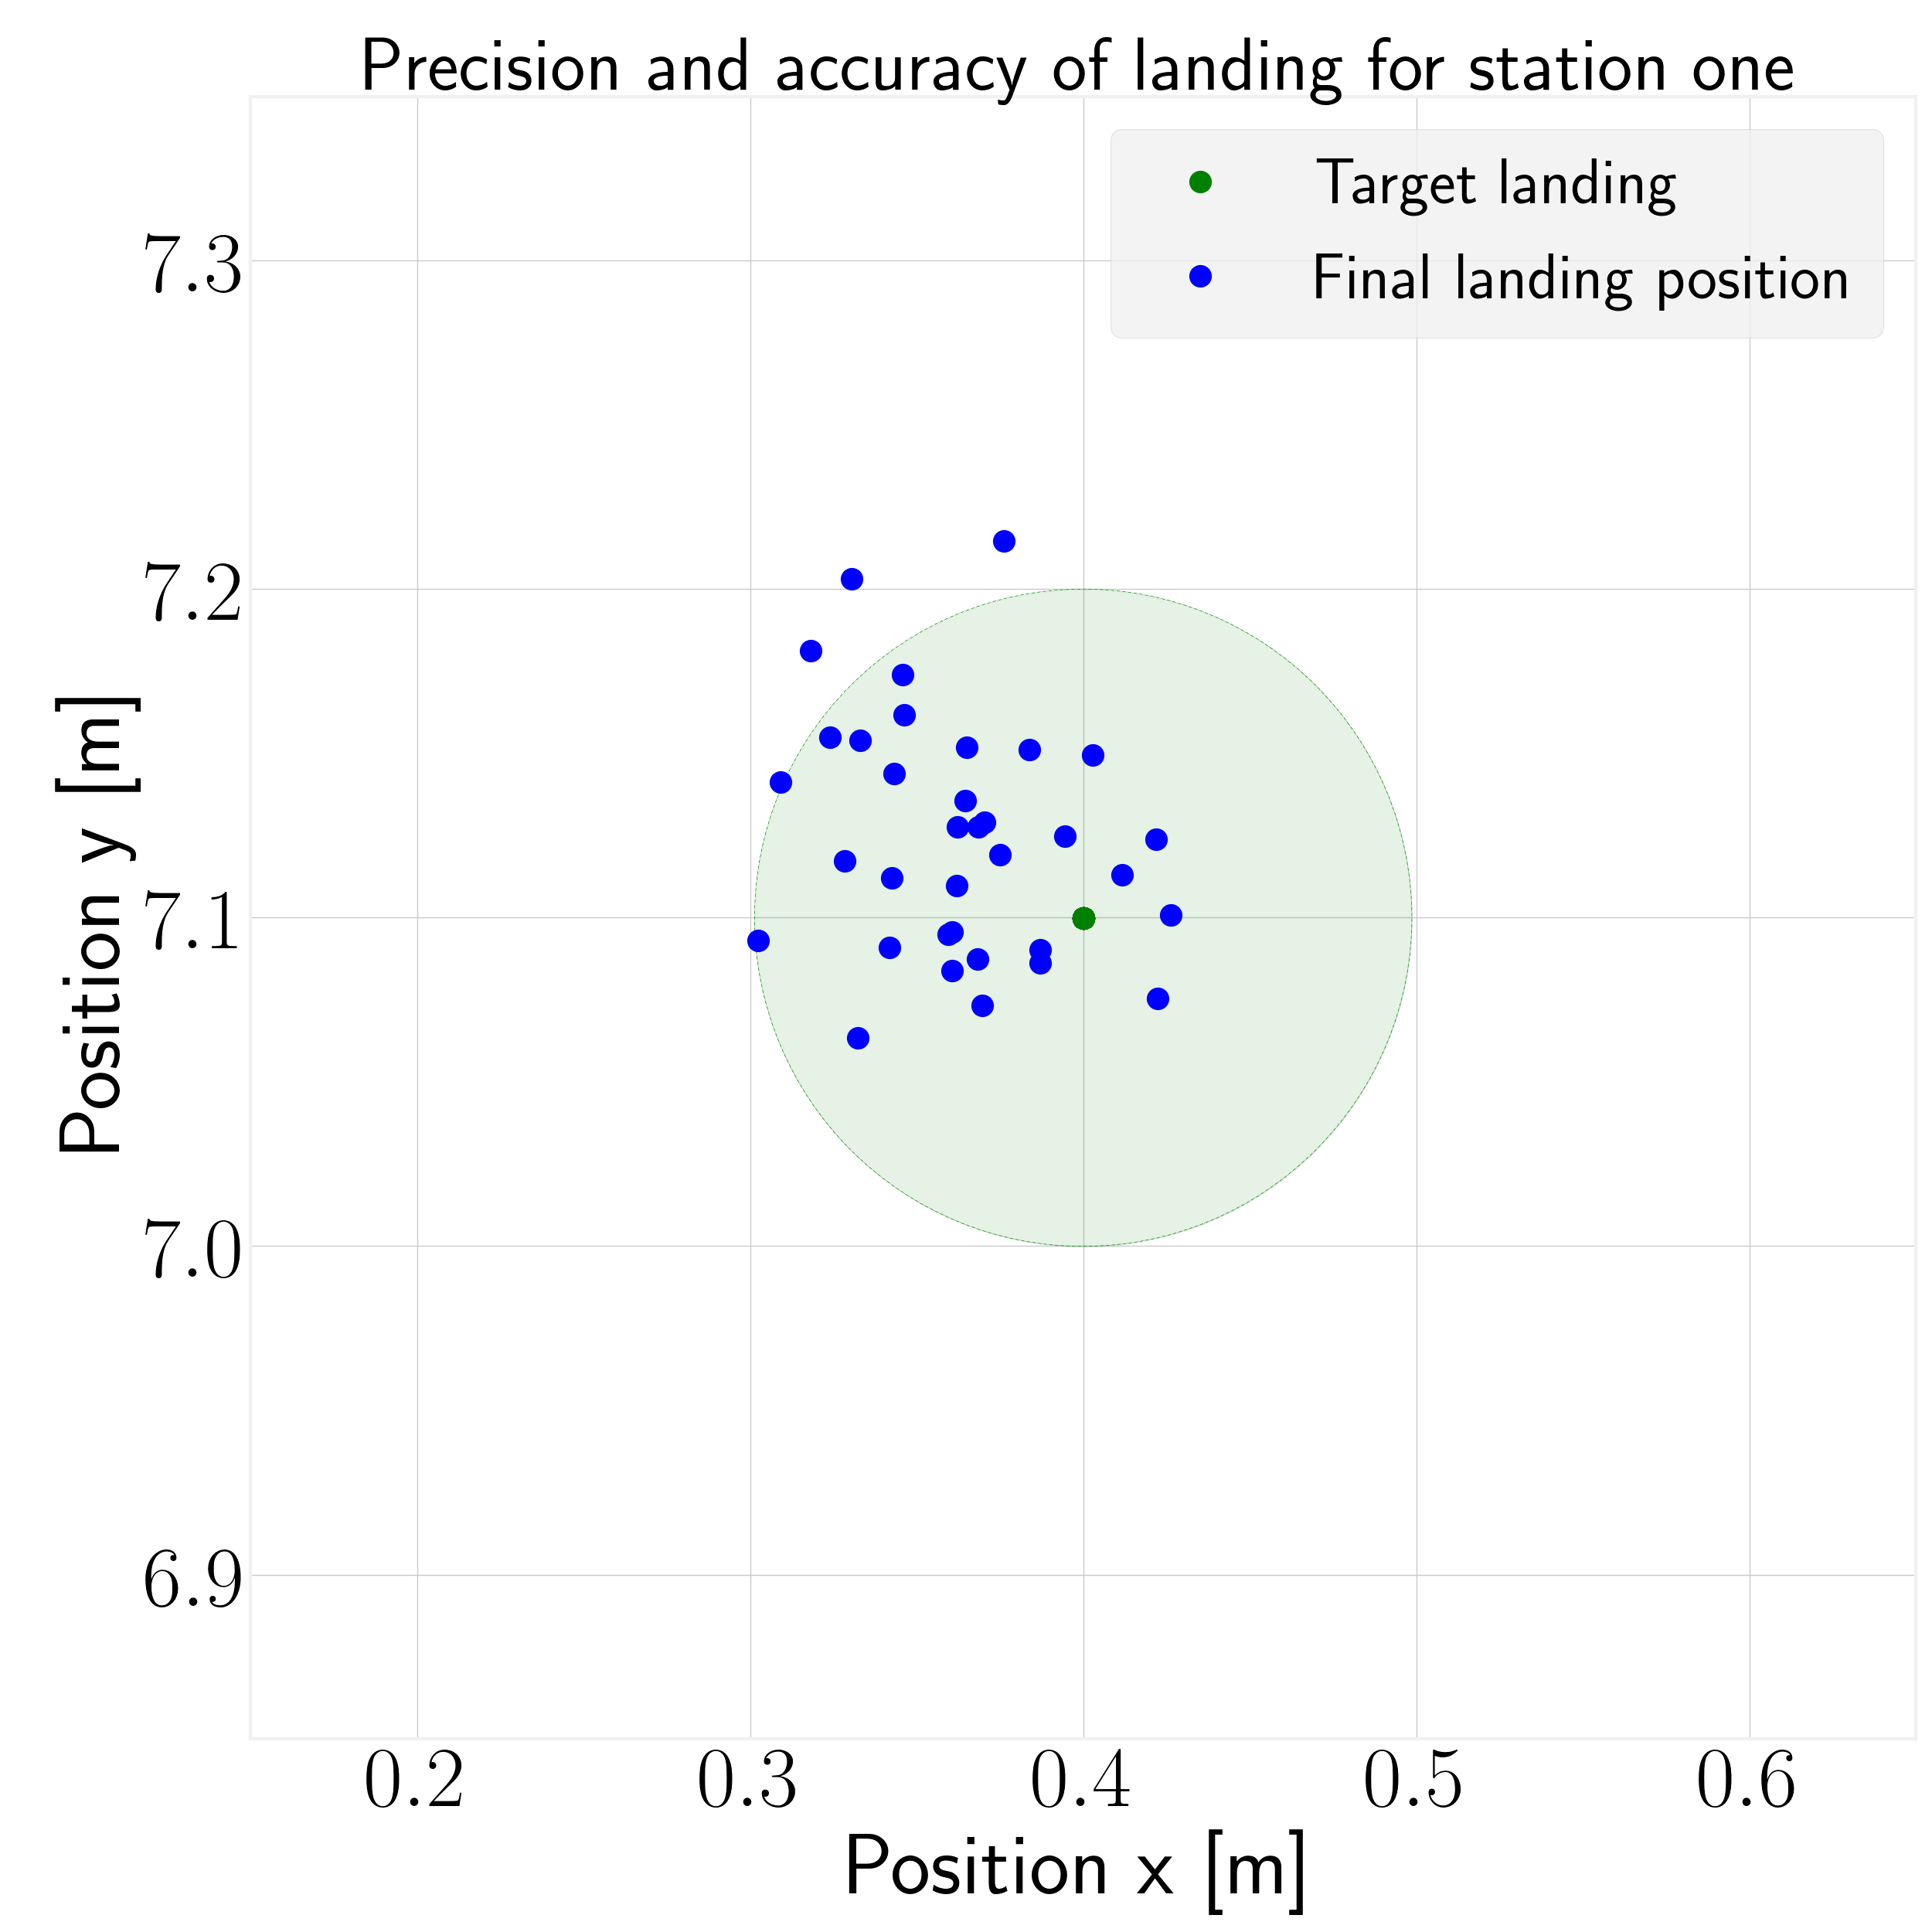 Precision and accuracy of landing for station one
Target landing
Final landing position
7.3
7.2
7.1
7.0
6.9
Position y [m]
0.2 0.3 0.4 0.5 0.6
Position x [m]